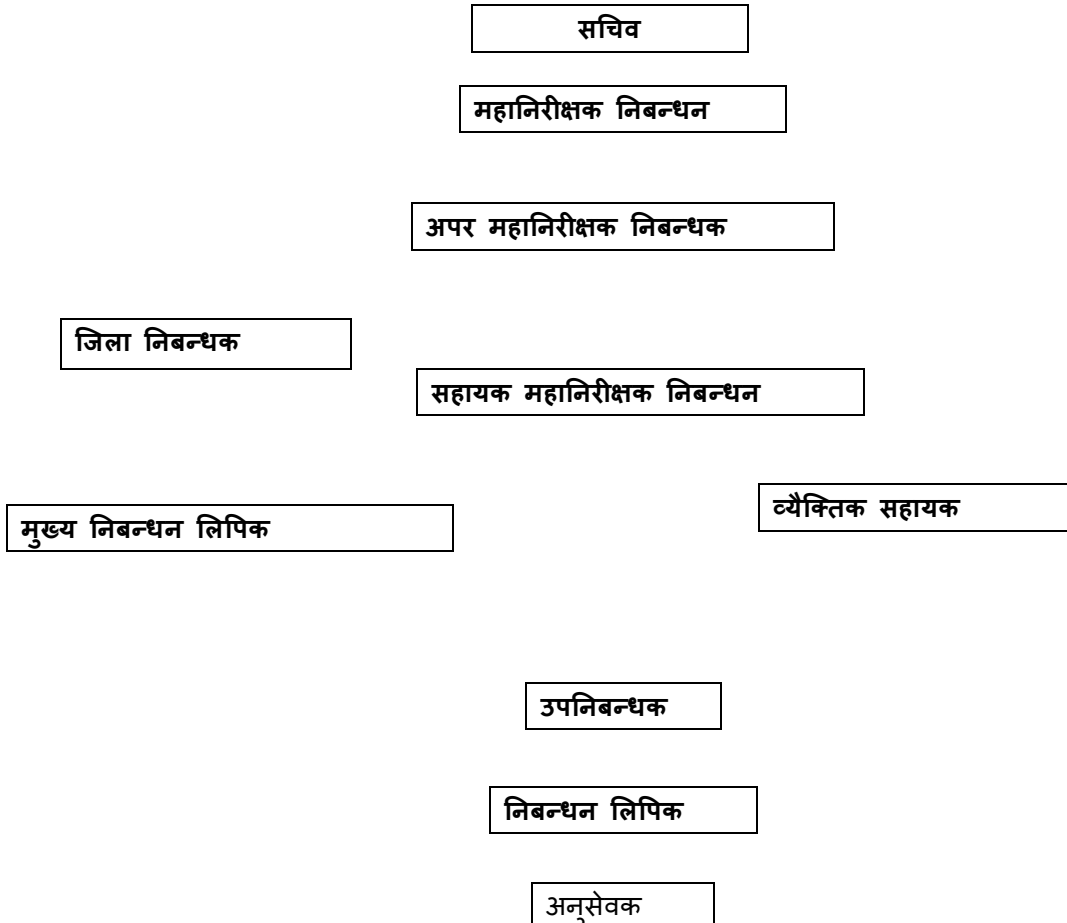 सचिव
महानिरीक्षक निबन्धन
अपर महानिरीक्षक निबन्धक
जिला निबन्धक
सहायक महानिरीक्षक निबन्धन
व्यैक्तिक सहायक
मुख्य निबन्धन लिपिक
उपनिबन्धक
निबन्धन लिपिक
अनुसेवक